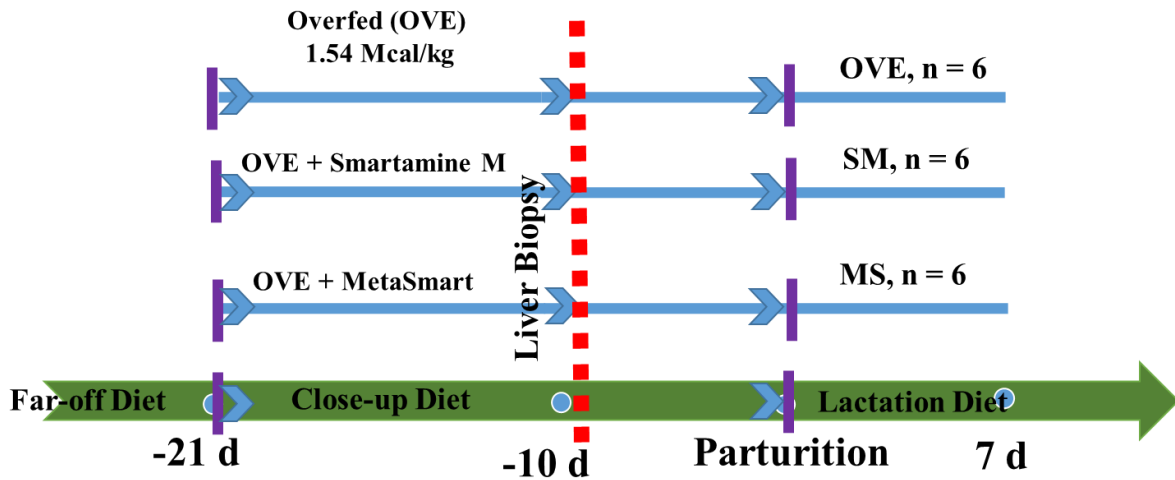 Overfed (OVE)
1.54 Mcal/kg
OVE, n = 6
OVE + Smartamine M
SM, n = 6
Liver Biopsy
OVE + MetaSmart
MS, n = 6
Far-off Diet
Close-up Diet
Lactation Diet
-21 d
-10 d
Parturition
7 d